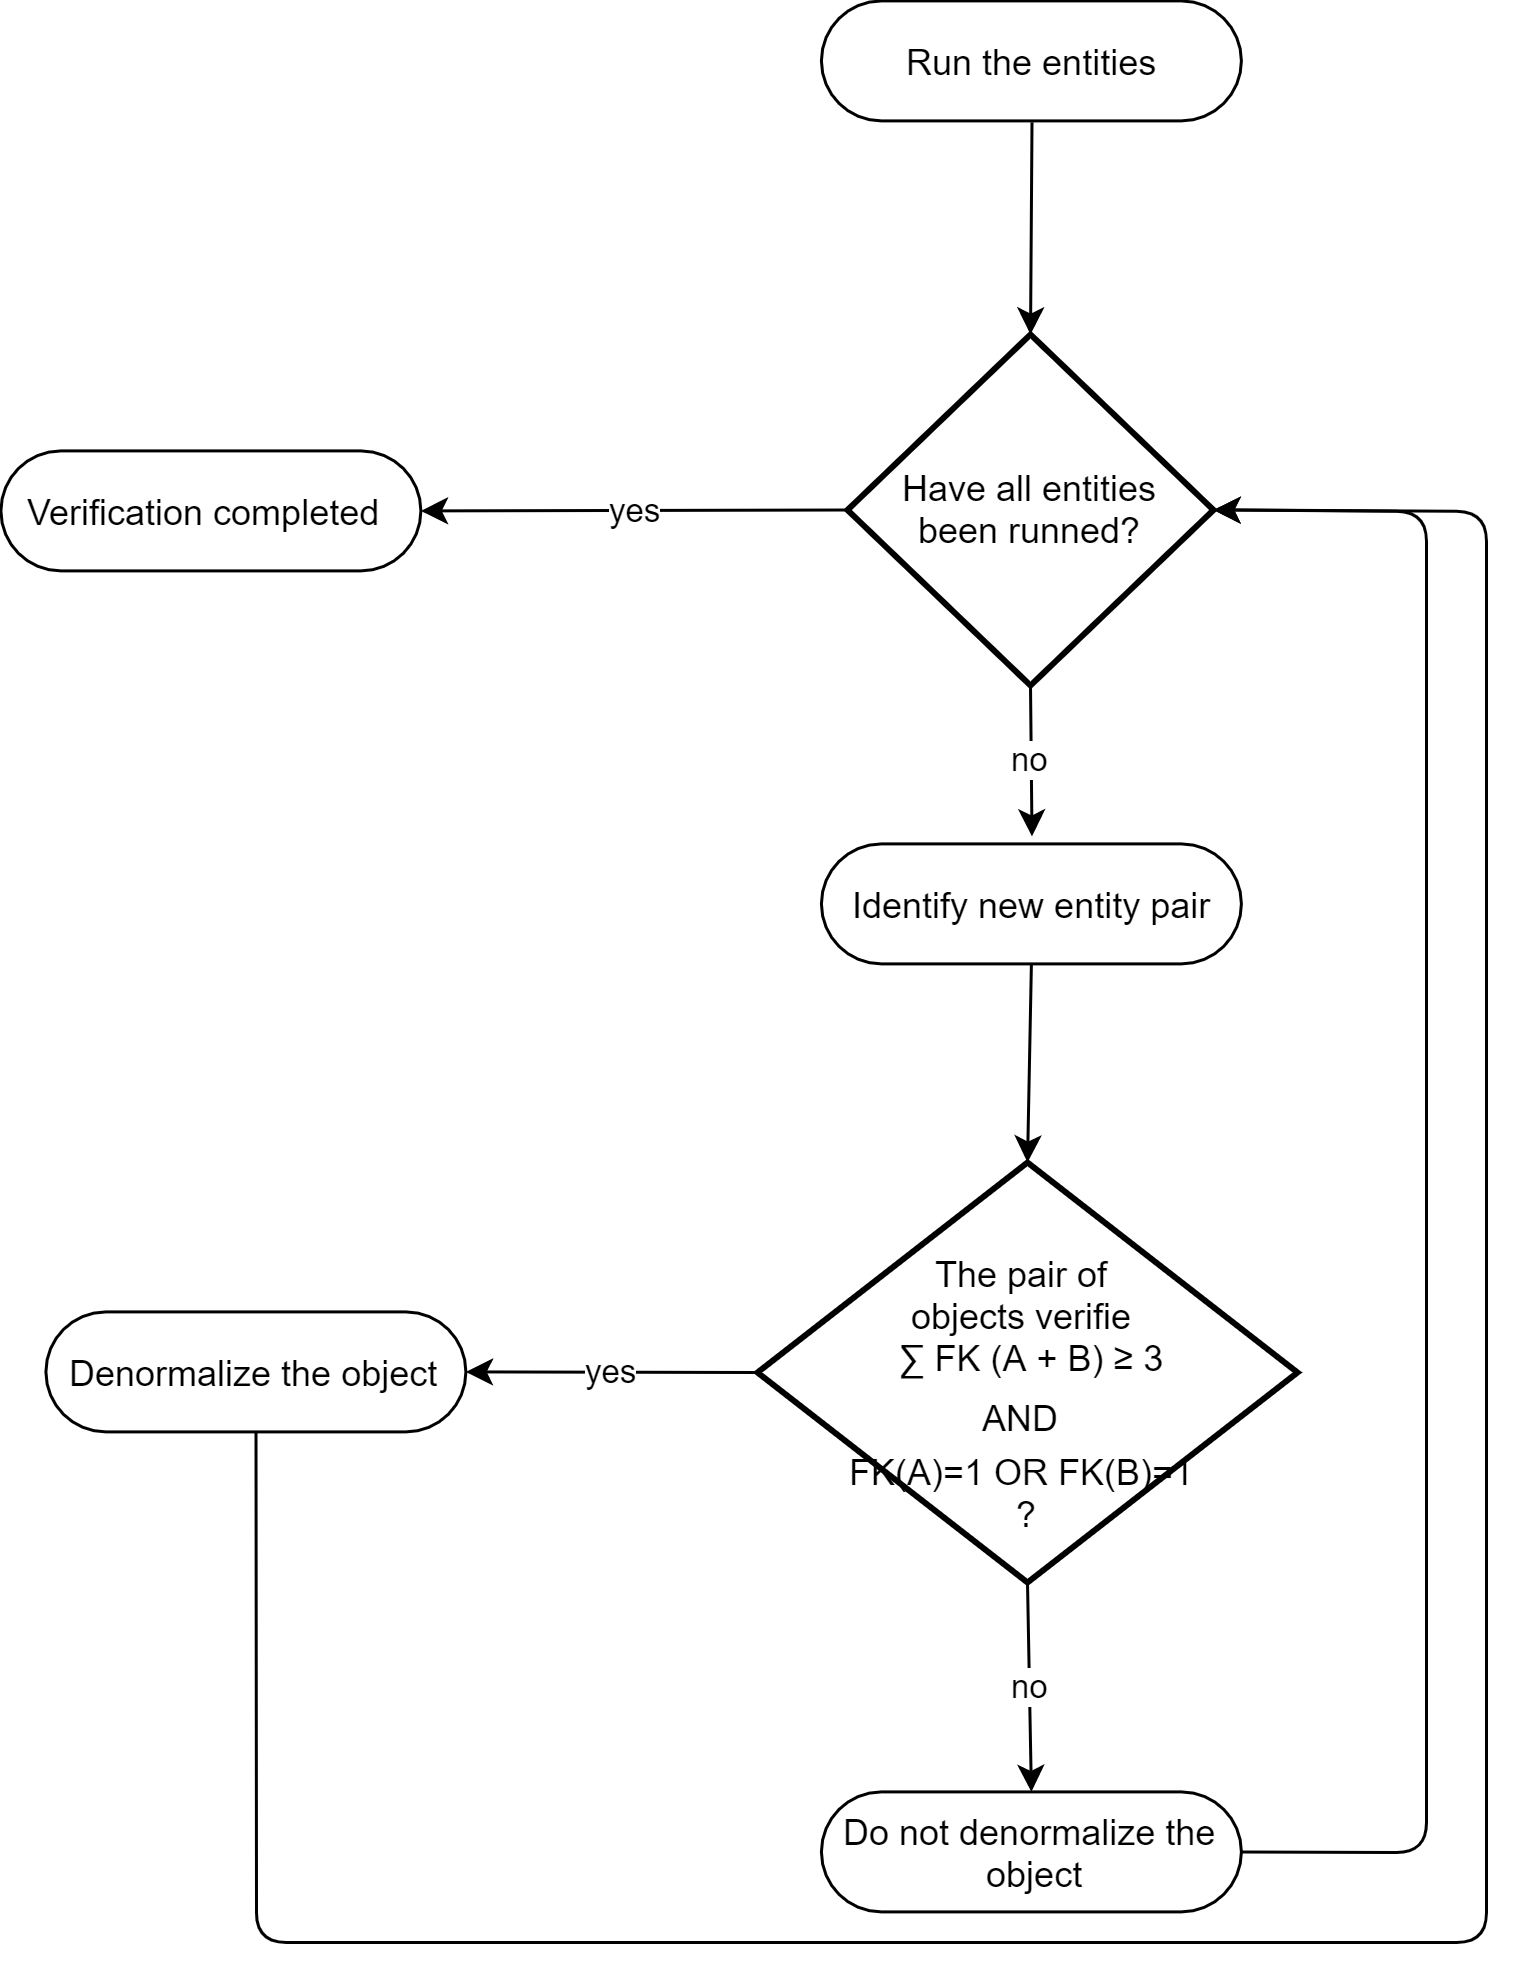 Run the entities
Have all entities
been runned?
yes
Verification completed
no
Identify new entity pair
The pair of
objects verifie
∑ FK (A + B) ≥ 3
AND
FK(A)=1 OR FK(B)=1
?
yes
Denormalize the object
no
Do not denormalize the
object